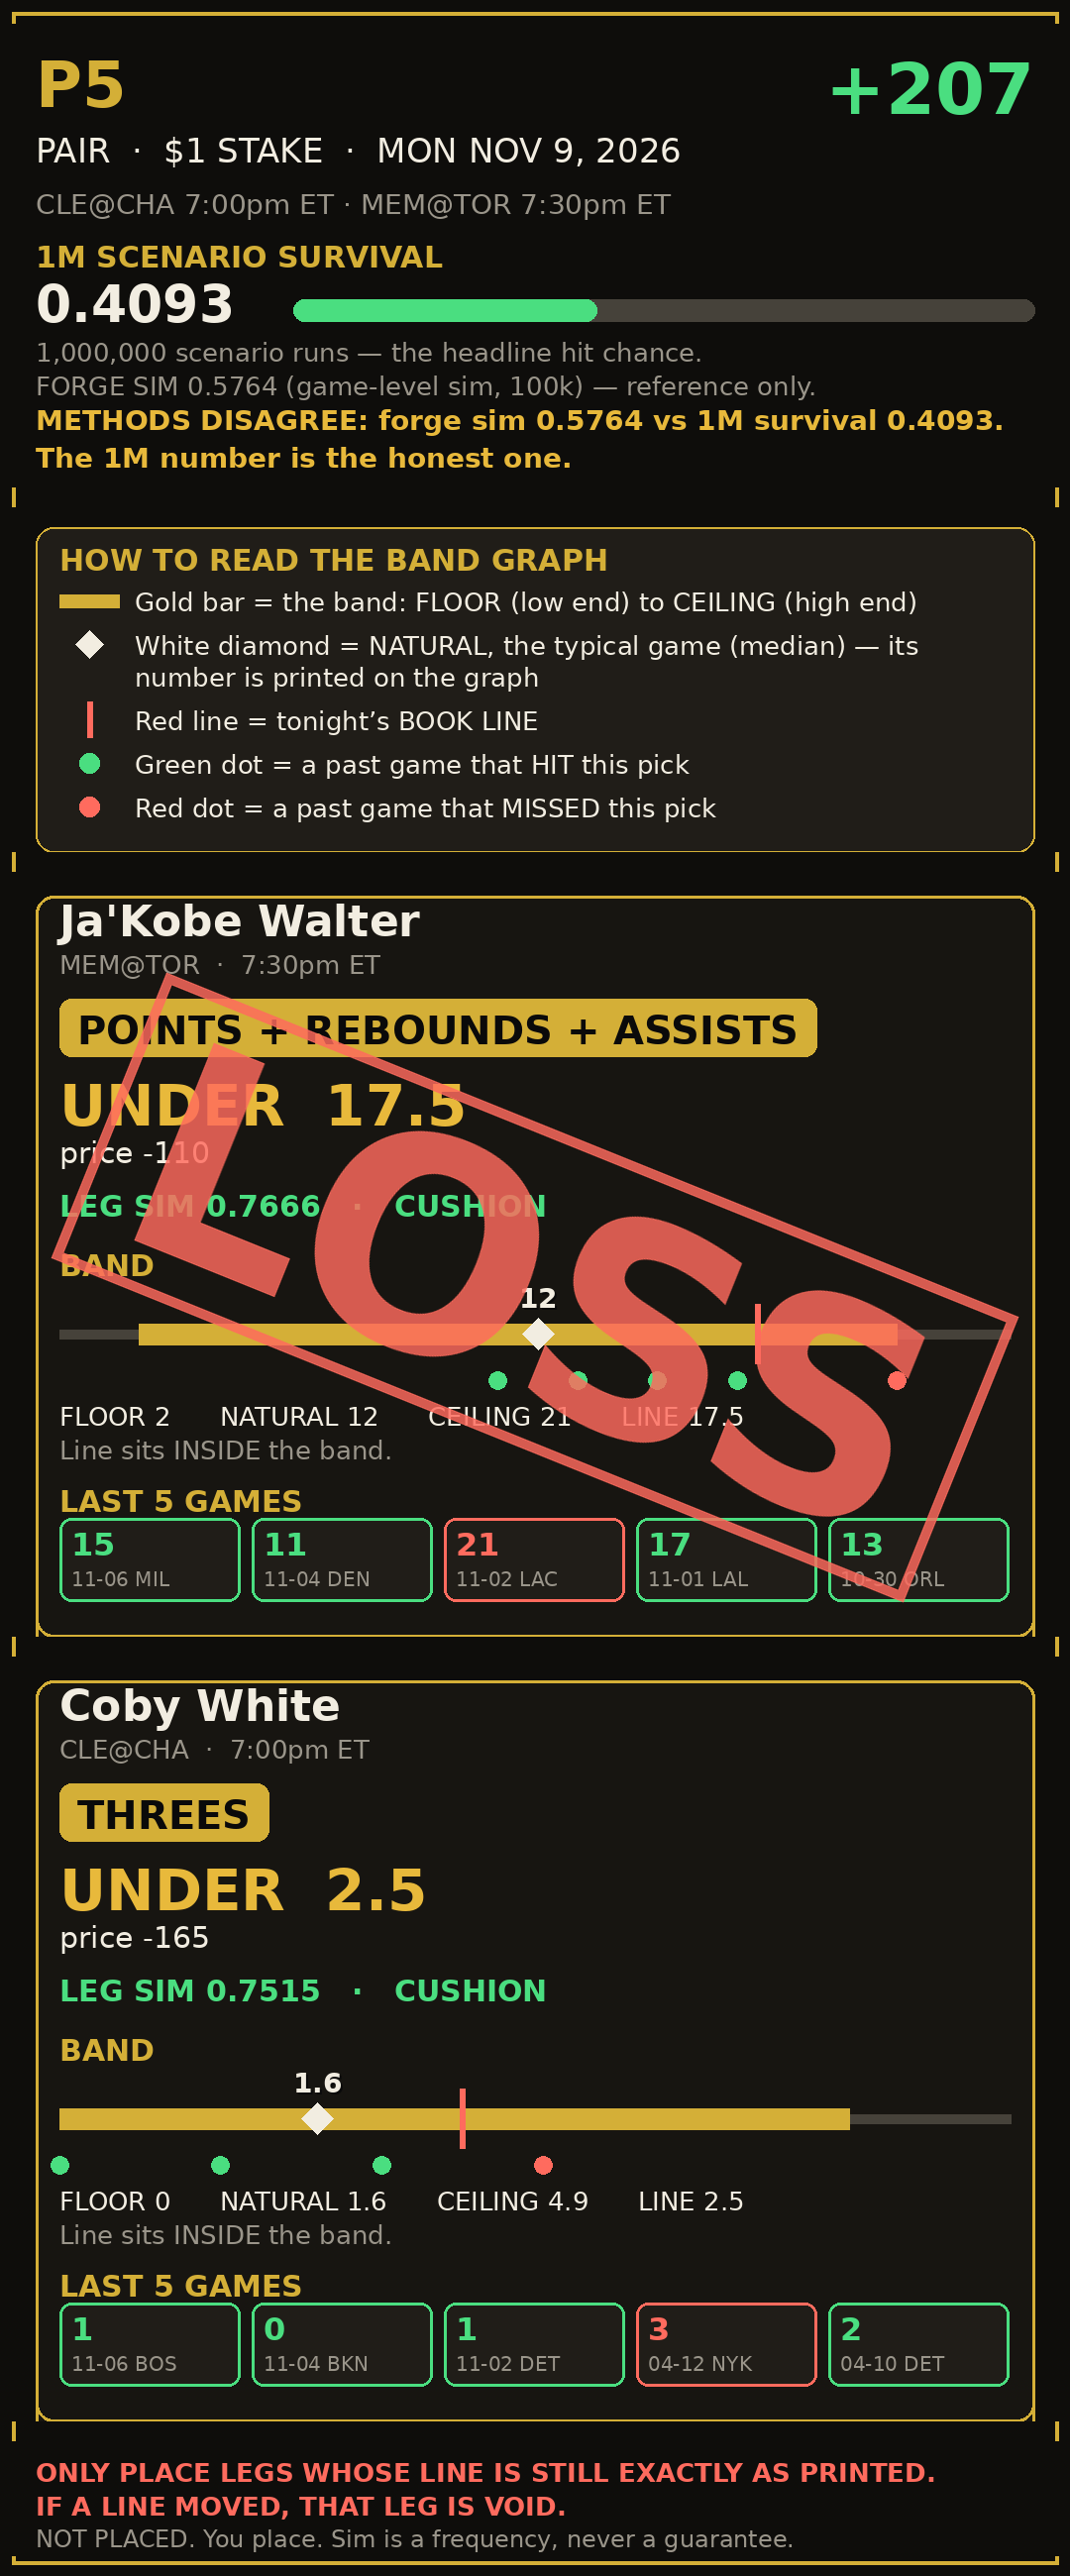 P5
+207
PAIR · $1 STAKE · MON NOV 9, 2026
CLE@CHA 7:00pm ET · MEM@TOR 7:30pm ET
1M SCENARIO SURVIVAL
0.4093
1,000,000 scenario runs — the headline hit chance.
FORGE SIM 0.5764 (game-level sim, 100k) — reference only.
METHODS DISAGREE: forge sim 0.5764 vs 1M survival 0.4093.
The 1M number is the honest one.
HOW TO READ THE BAND GRAPH
Gold bar = the band: FLOOR (low end) to CEILING (high end)
White diamond = NATURAL, the typical game (median) — its
number is printed on the graph
Red line = tonight’s BOOK LINE
Green dot = a past game that HIT this pick
Red dot = a past game that MISSED this pick
Ja'Kobe Walter
MEM@TOR · 7:30pm ET
POINTS + REBOUNDS + ASSISTS
UNDER 17.5
price -110
LEG SIM 0.7666 · CUSHION
BAND
12
FLOOR 2 NATURAL 12 CEILING 21 LINE 17.5
Line sits INSIDE the band.
LAST 5 GAMES
15 11 21 17 13
11-06 MIL 11-04 DEN 11-02 LAC 11-01 LAL 10-30 ORL
LOSS
Coby White
CLE@CHA · 7:00pm ET
THREES
UNDER 2.5
price -165
LEG SIM 0.7515 · CUSHION
BAND
1.6
FLOOR 0 NATURAL 1.6 CEILING 4.9 LINE 2.5
Line sits INSIDE the band.
LAST 5 GAMES
1 0 1 3 2
11-06 BOS 11-04 BKN 11-02 DET 04-12 NYK 04-10 DET
ONLY PLACE LEGS WHOSE LINE IS STILL EXACTLY AS PRINTED.
IF A LINE MOVED, THAT LEG IS VOID.
NOT PLACED. You place. Sim is a frequency, never a guarantee.